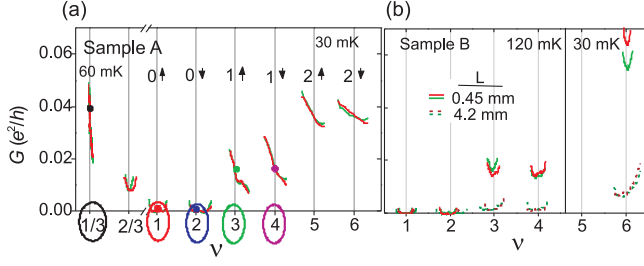 (a)
Sample A
30 mK
60 mK
0↑ 0↓ 1↑ 1↓ 2↑ 2↓
0.06
0.04
0.02
0.00
G (e²/h)
1/3 2/3 1 2 3 4 5 6
ν
(b)
Sample B 120 mK 30 mK
L
0.45 mm
4.2 mm
1 2 3 4 5 6
ν